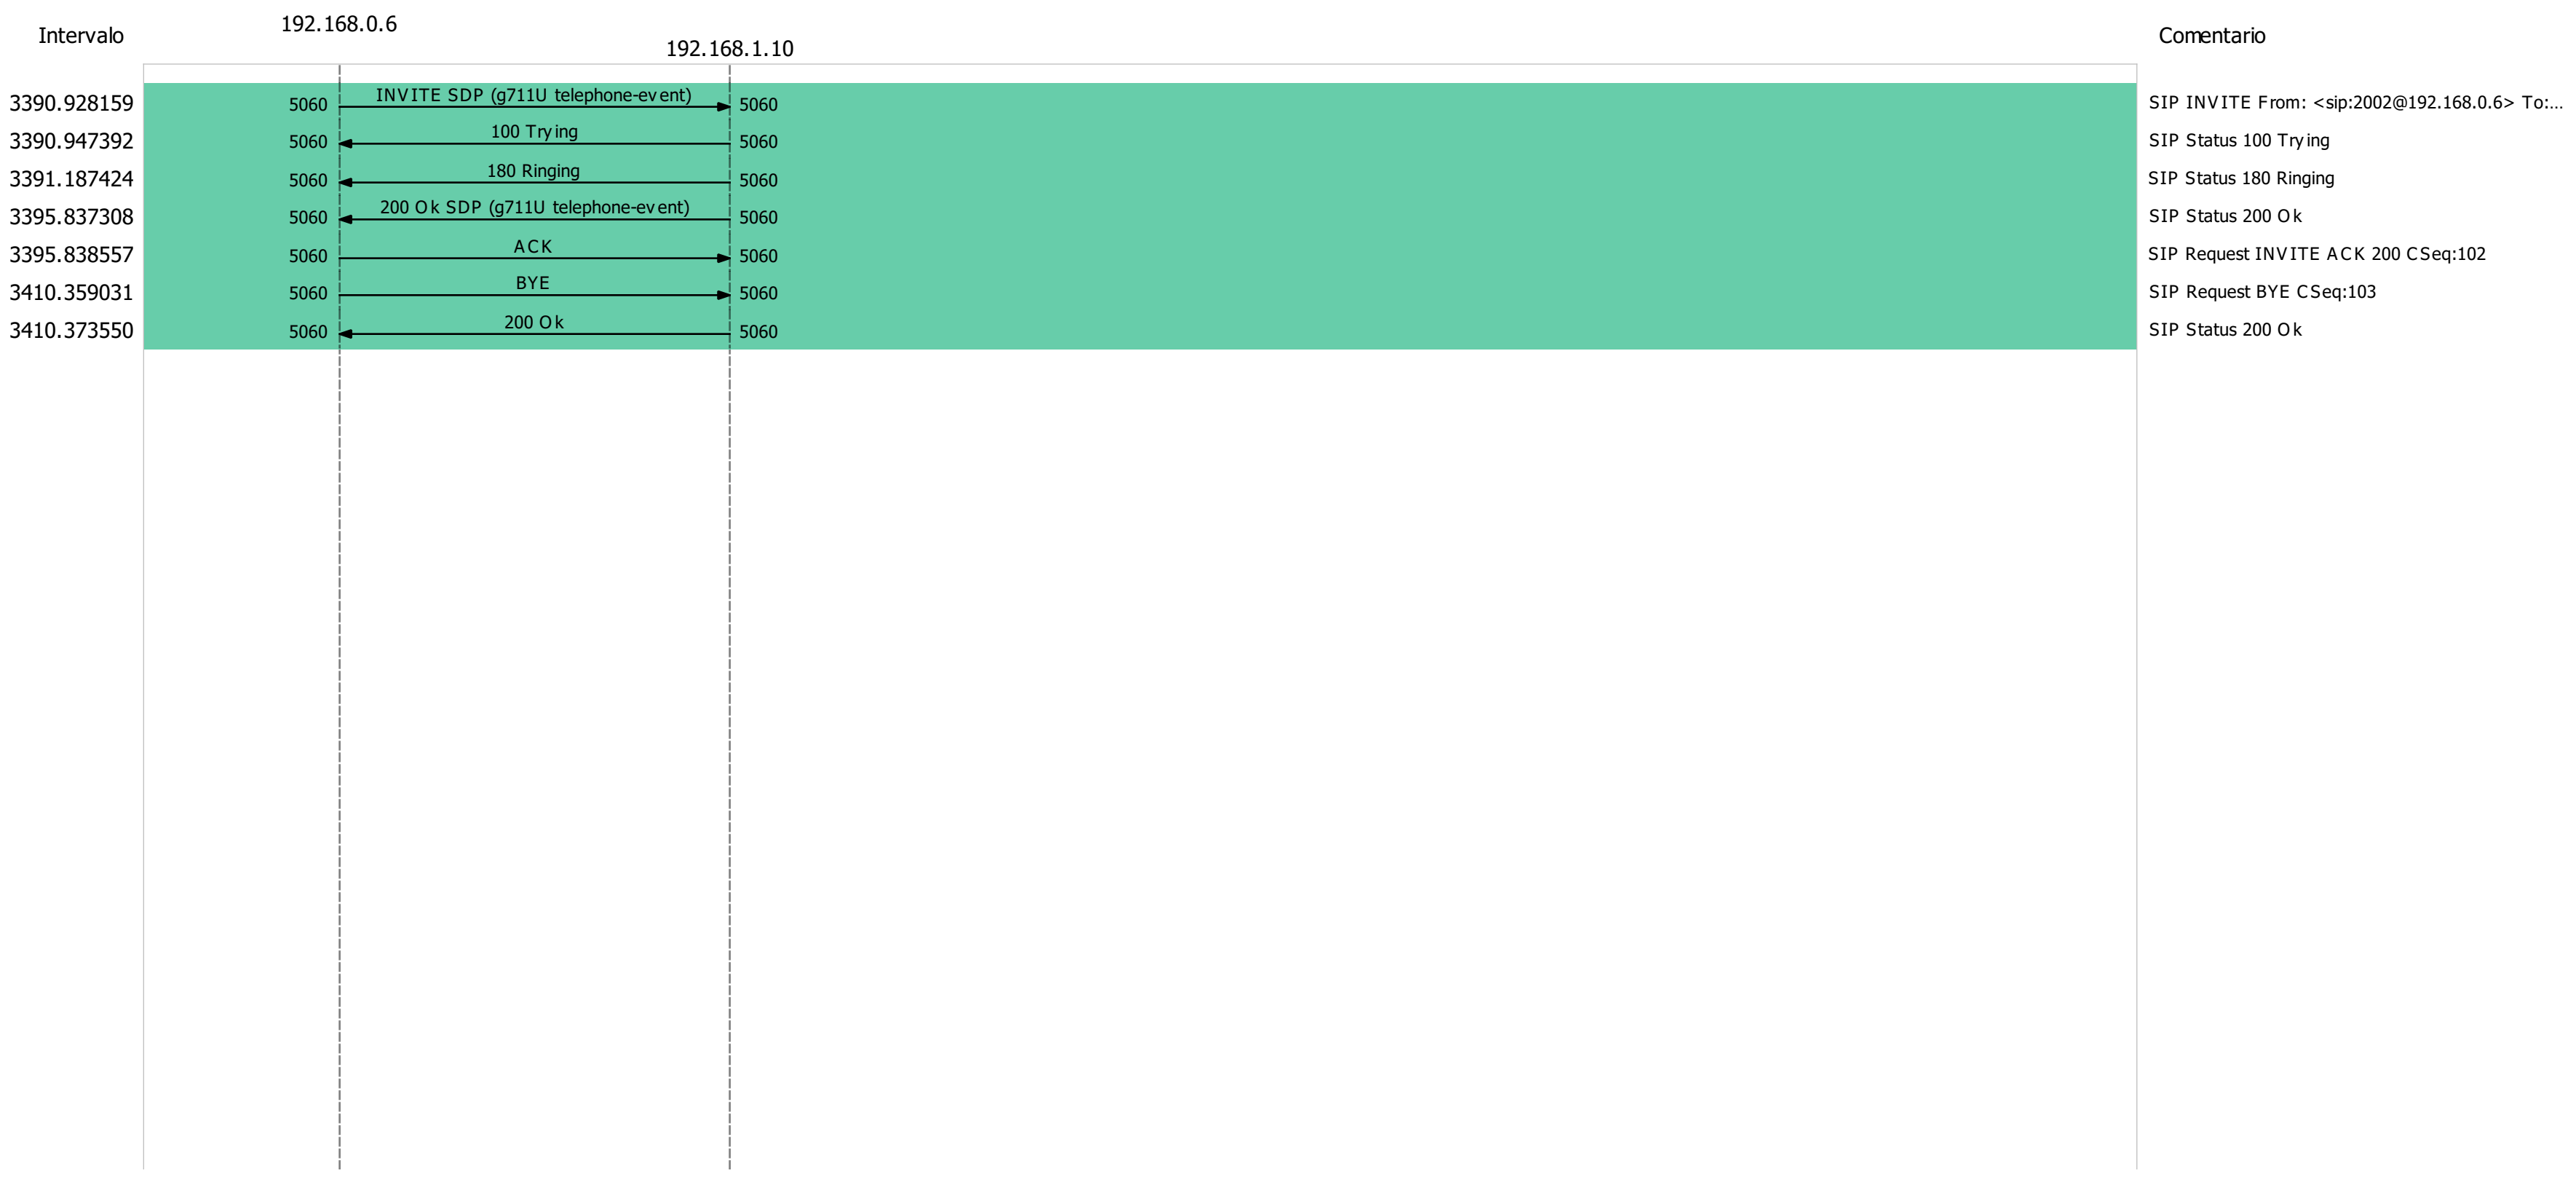 Intervalo 192.168.0.6 192.168.1.10 Comentario
3390.928159 5060 INVITE SDP (g711U telephone-event) 5060 SIP INVITE From: <sip:2002@192.168.0.6> To:...
3390.947392 5060 100 Trying 5060 SIP Status 100 Trying
3391.187424 5060 180 Ringing 5060 SIP Status 180 Ringing
3395.837308 5060 200 Ok SDP (g711U telephone-event) 5060 SIP Status 200 Ok
3395.838557 5060 ACK 5060 SIP Request INVITE ACK 200 CSeq:102
3410.359031 5060 BYE 5060 SIP Request BYE CSeq:103
3410.373550 5060 200 Ok 5060 SIP Status 200 Ok